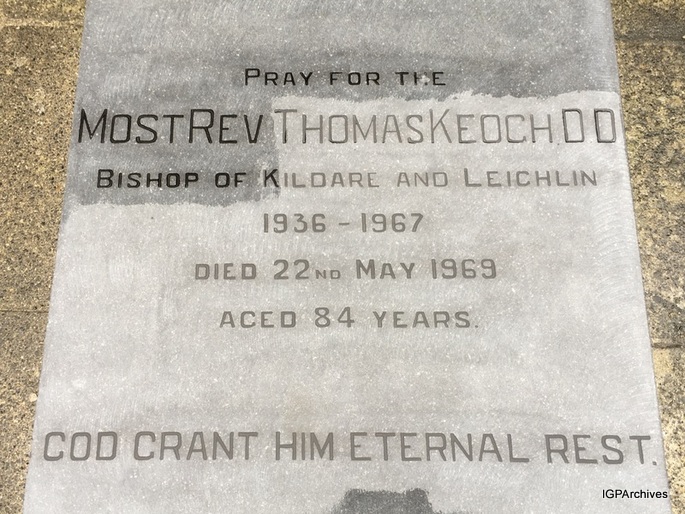 PRAY FOR THE
MOST REV THOMAS KEOGH. D D
BISHOP OF KILDARE AND LEIGHLIN
1936 - 1967
DIED 22ND MAY 1969
AGED 84 YEARS.
GOD GRANT HIM ETERNAL REST.
IGPArchives